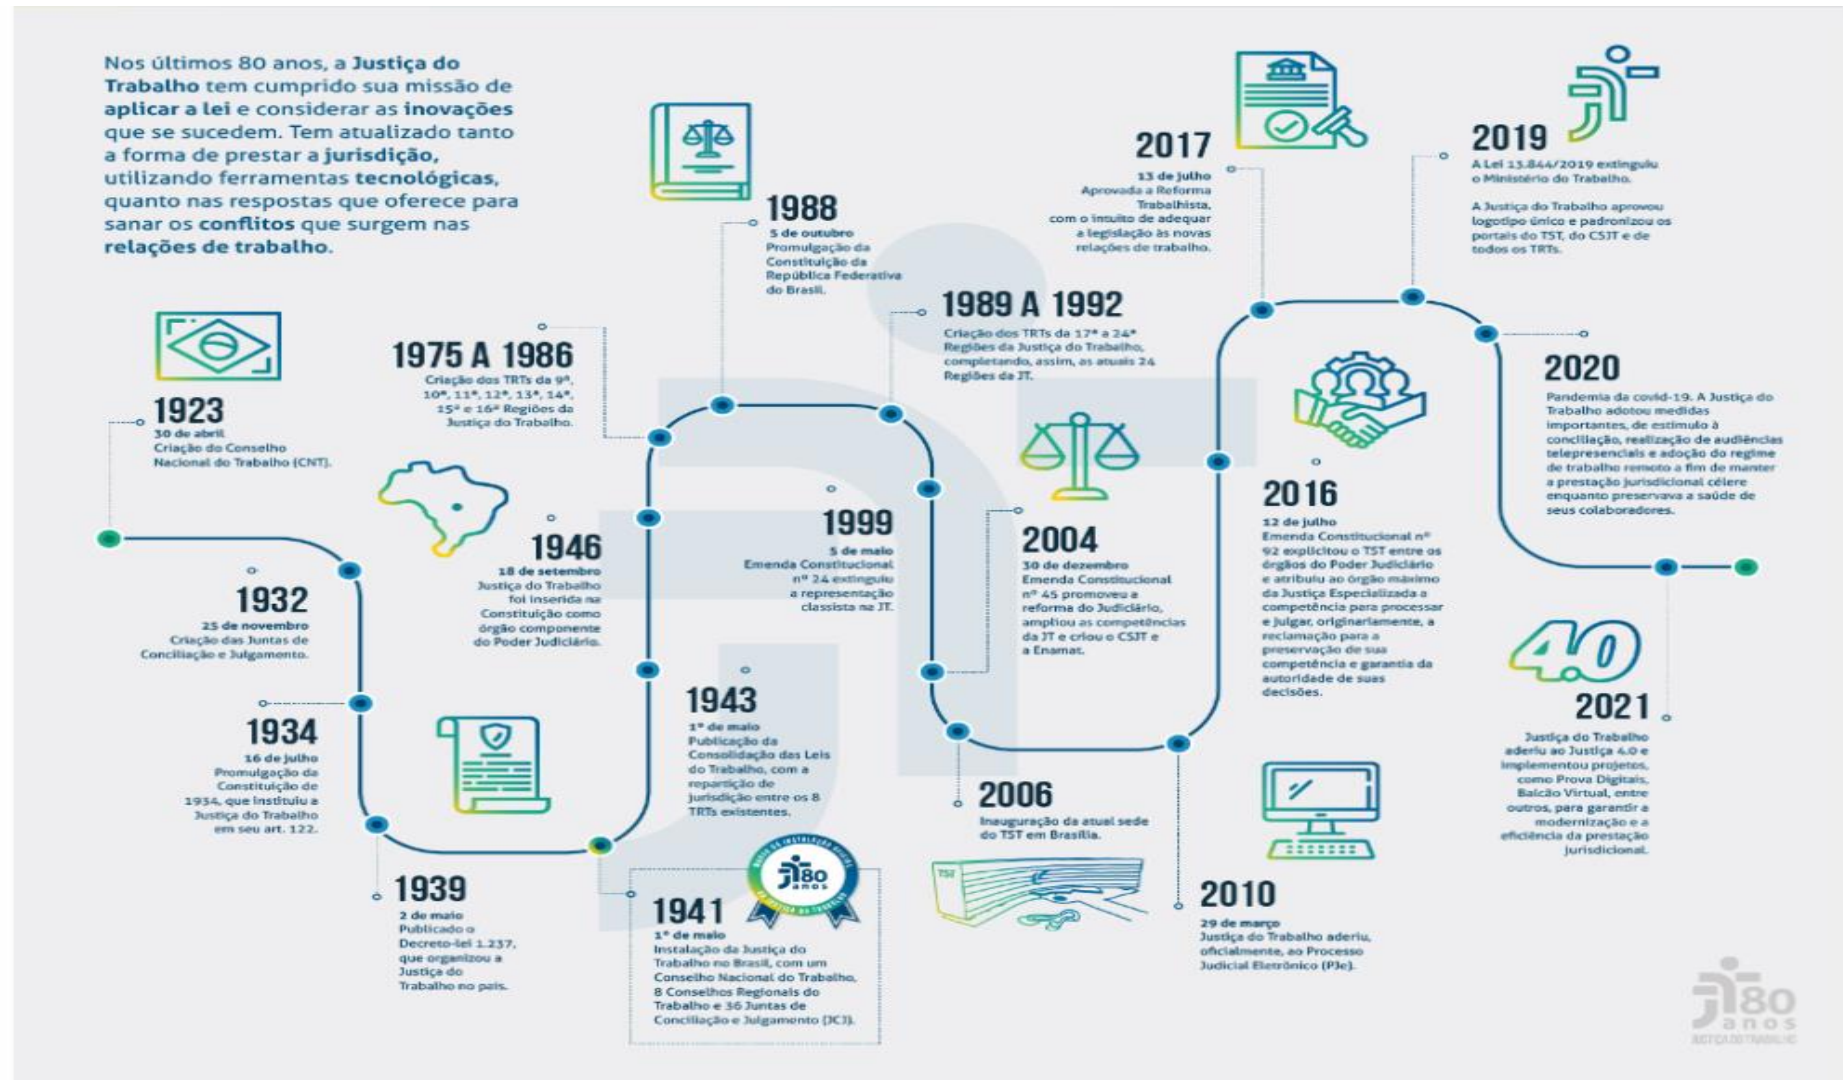 Nos últimos 80 anos, a Justiça do
Trabalho tem cumprido sua missão de
aplicar a lei e considerar as inovações
que se sucedem. Tem atualizado tanto
a forma de prestar a jurisdição,
utilizando ferramentas tecnológicas,
quanto nas respostas que oferece para
sanar os conflitos que surgem nas
relações de trabalho.
1923
30 de abril
Criação do Conselho
Nacional do Trabalho (CNT).
1932
25 de novembro
Criação das Juntas de
Conciliação e Julgamento.
1934
16 de julho
Promulgação da
Constituição de
1934, que instituiu a
Justiça do Trabalho
em seu art. 122.
1939
2 de maio
Publicado o
Decreto-lei 1.237,
que organizou a
Justiça do
Trabalho no país.
80
anos
1941
1º de maio
Instalação da Justiça do
Trabalho no Brasil, com um
Conselho Nacional do Trabalho,
8 Conselhos Regionais do
Trabalho e 36 Juntas de
Conciliação e Julgamento (JCJ).
1943
1º de maio
Publicação da
Consolidação das Leis
do Trabalho, com a
repartição de
jurisdição entre os 8
TRTs existentes.
1946
18 de setembro
Justiça do Trabalho
foi inserida na
Constituição como
órgão componente
do Poder Judiciário.
1975 A 1986
Criação dos TRTs da 9ª,
10ª, 11ª, 12ª, 13ª, 14ª,
15ª e 16ª Regiões da
Justiça do Trabalho.
1988
5 de outubro
Promulgação da
Constituição da
República Federativa
do Brasil.
1989 A 1992
Criação dos TRTs da 17ª a 24ª
Regiões da Justiça do Trabalho,
completando, assim, as atuais 24
Regiões da JT.
1999
5 de maio
Emenda Constitucional
nº 24 extinguiu
a representação
classista na JT.
2004
30 de dezembro
Emenda Constitucional
nº 45 promoveu a
reforma do Judiciário,
ampliou as competências
da JT e criou o CSJT e
a Enamat.
2006
Inauguração da atual sede
do TST em Brasília.
TST
2010
29 de março
Justiça do Trabalho aderiu,
oficialmente, ao Processo
Judicial Eletrônico (PJe).
2016
12 de julho
Emenda Constitucional nº
92 explicitou o TST entre os
órgãos do Poder Judiciário
e atribuiu ao órgão máximo
da Justiça Especializada a
competência para processar
e julgar, originariamente, a
reclamação para a
preservação de sua
competência e garantia da
autoridade de suas
decisões.
2017
13 de julho
Aprovada a Reforma
Trabalhista,
com o intuito de adequar
a legislação às novas
relações de trabalho.
2019
A Lei 13.844/2019 extinguiu
o Ministério do Trabalho.
A Justiça do Trabalho aprovou
logotipo único e padronizou os
portais do TST, do CSJT e de
todos os TRTs.
2020
Pandemia da covid-19. A Justiça do
Trabalho adotou medidas
importantes, de estímulo à
conciliação, realização de audiências
telepresenciais e adoção do regime
de trabalho remoto a fim de manter
a prestação jurisdicional célere
enquanto preservava a saúde de
seus colaboradores.
4.0
2021
Justiça do Trabalho
aderiu ao Justiça 4.0 e
implementou projetos,
como Prova Digitais,
Balcão Virtual, entre
outros, para garantir a
modernização e a
eficiência da prestação
jurisdicional.
80
anos
JUSTIÇA DO TRABALHO